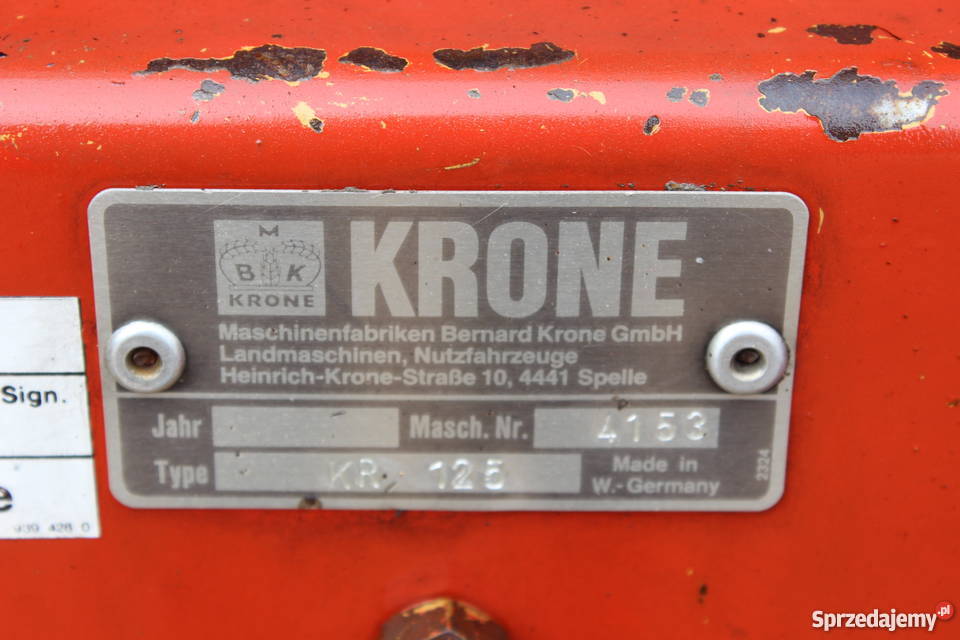 M
B K
KRONE
KRONE
Maschinenfabriken Bernard Krone GmbH
Landmaschinen, Nutzfahrzeuge
Heinrich-Krone-Straße 10, 4441 Spelle
Jahr
Masch. Nr. 4153
Type KR 125
Made in
W.-Germany
2324
Sign.
e
939 428 0
Sprzedajemy.pl